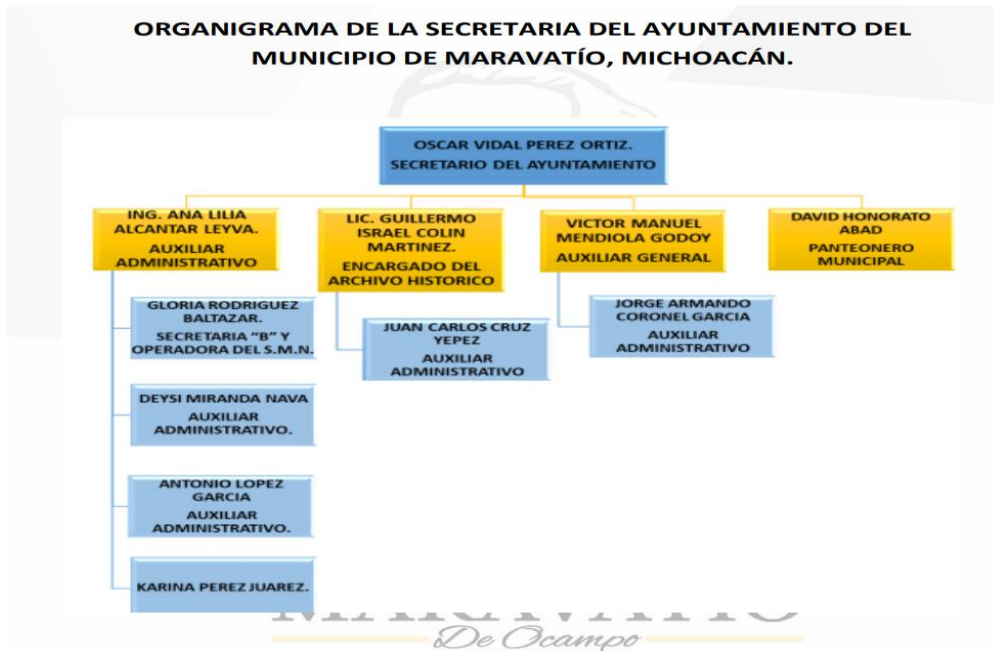 ORGANIGRAMA DE LA SECRETARIA DEL AYUNTAMIENTO DEL
MUNICIPIO DE MARAVATÍO, MICHOACÁN.
OSCAR VIDAL PEREZ ORTIZ.
SECRETARIO DEL AYUNTAMIENTO
ING. ANA LILIA
ALCANTAR LEYVA.
AUXILIAR
ADMINISTRATIVO
LIC. GUILLERMO
ISRAEL COLIN
MARTINEZ.
ENCARGADO DEL
ARCHIVO HISTORICO
VICTOR MANUEL
MENDIOLA GODOY
AUXILIAR GENERAL
DAVID HONORATO
ABAD
PANTEONERO
MUNICIPAL
GLORIA RODRIGUEZ
BALTAZAR.
SECRETARIA “B” Y
OPERADORA DEL S.M.N.
DEYSI MIRANDA NAVA
AUXILIAR
ADMINISTRATIVO.
ANTONIO LOPEZ
GARCIA
AUXILIAR
ADMINISTRATIVO.
KARINA PEREZ JUAREZ.
JUAN CARLOS CRUZ
YEPEZ
AUXILIAR
ADMINISTRATIVO
JORGE ARMANDO
CORONEL GARCIA
AUXILIAR
ADMINISTRATIVO
MARAVATIO
De Ocampo